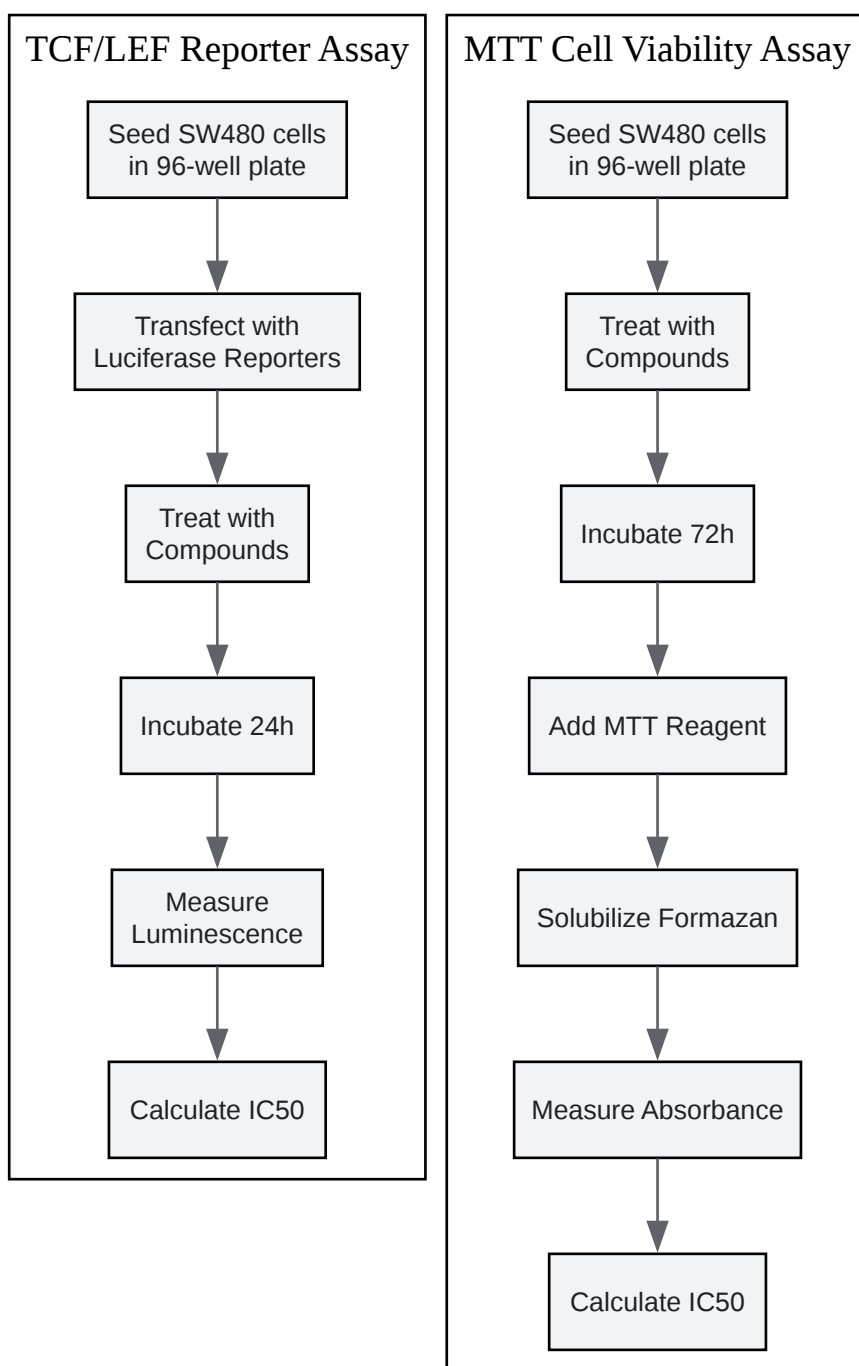 TCF/LEF Reporter Assay
Seed SW480 cells
in 96-well plate
Transfect with
Luciferase Reporters
Treat with
Compounds
Incubate 24h
Measure
Luminescence
Calculate IC50
MTT Cell Viability Assay
Seed SW480 cells
in 96-well plate
Treat with
Compounds
Incubate 72h
Add MTT Reagent
Solubilize Formazan
Measure Absorbance
Calculate IC50